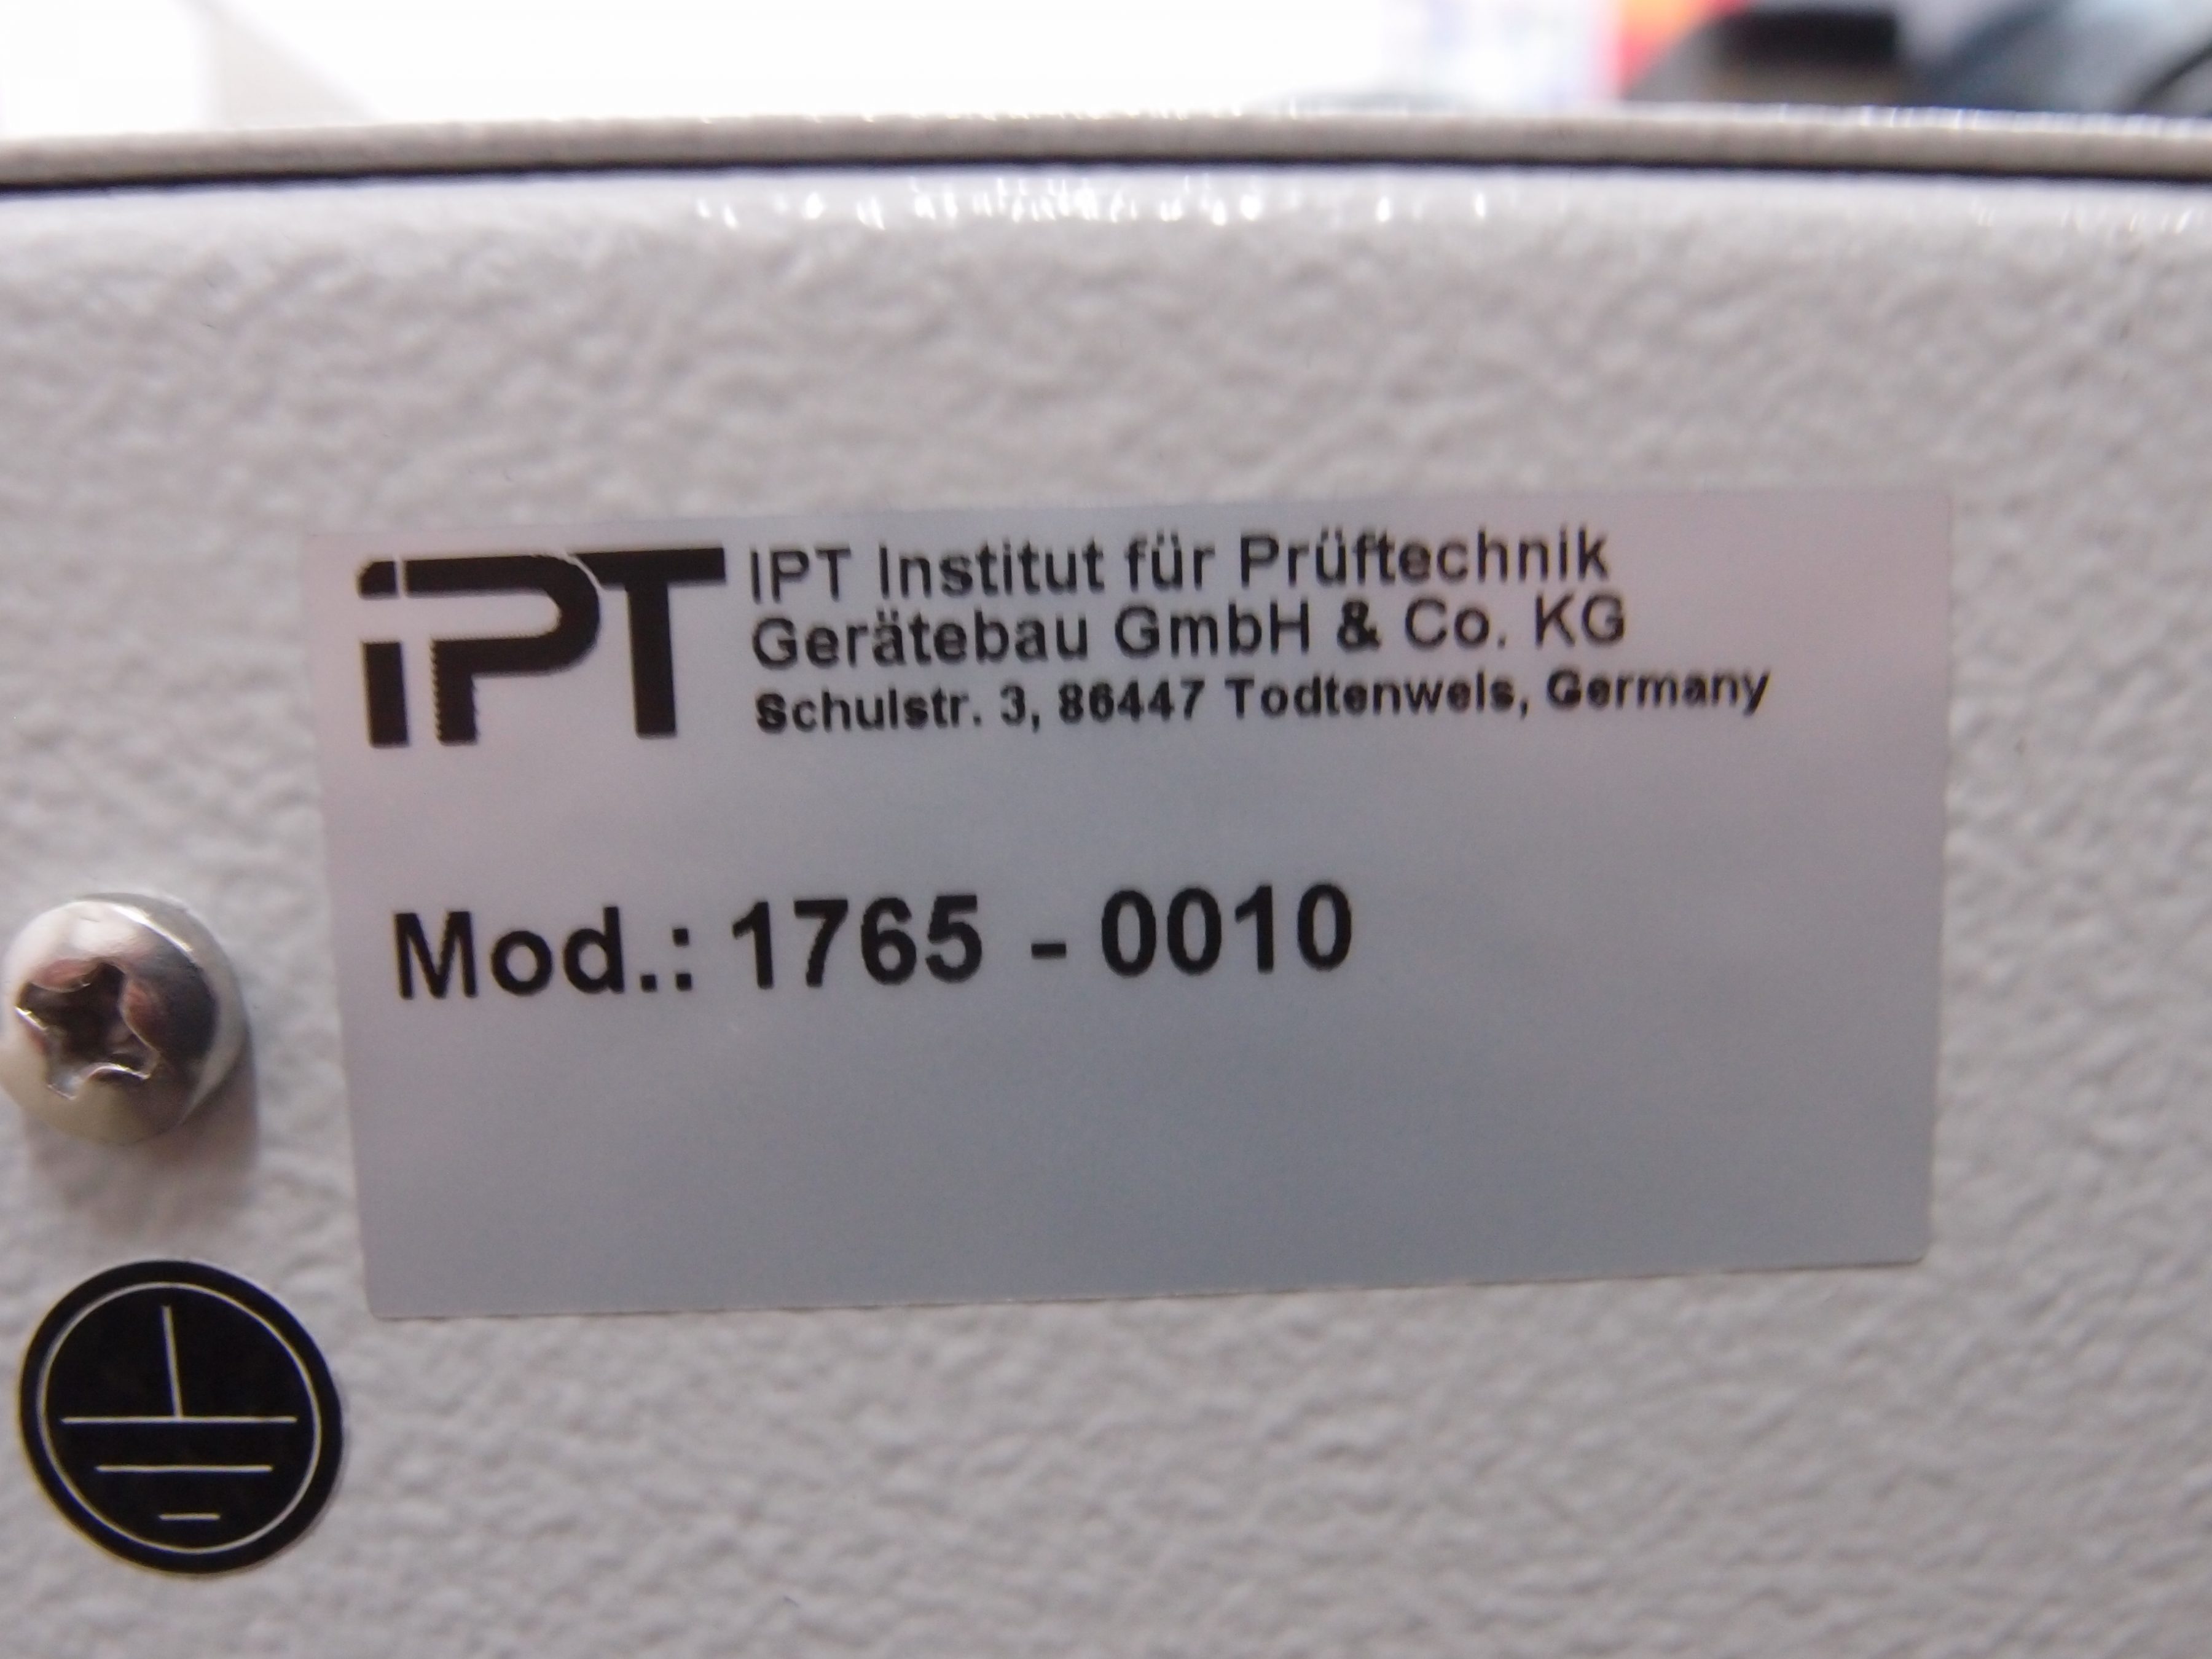 iPT
IPT Institut für Prüftechnik
Gerätebau GmbH & Co. KG
Schulstr. 3, 86447 Todtenweis, Germany
Mod.: 1765 - 0010